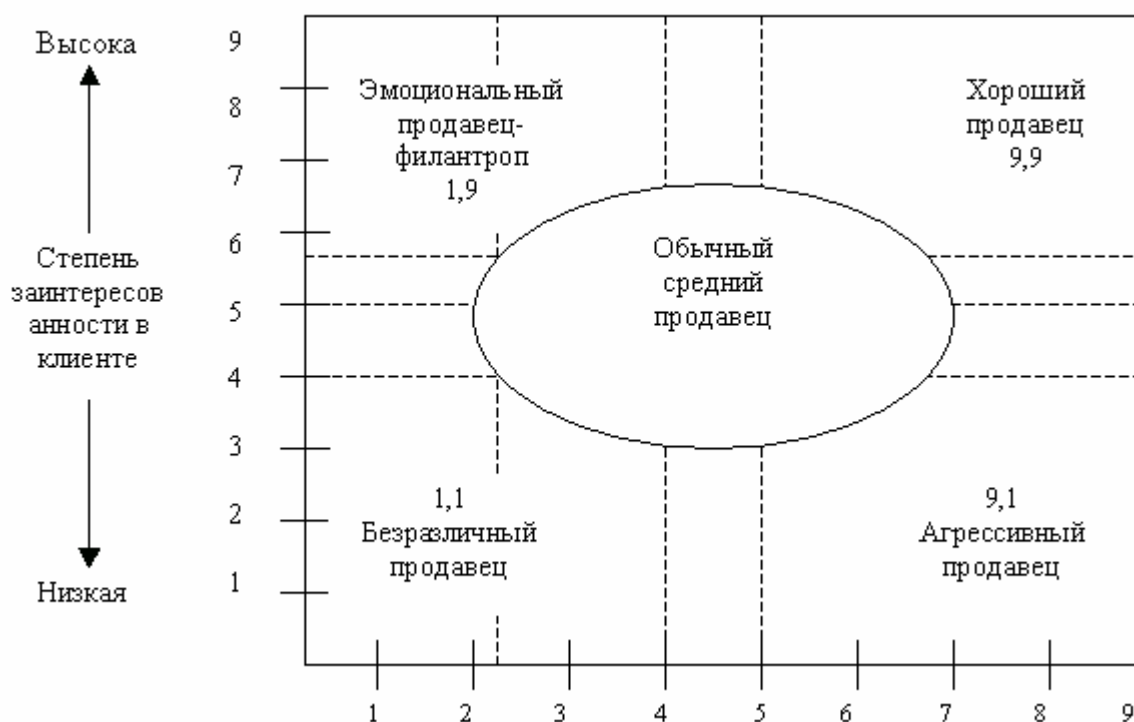 Высока
Степень
заинтересов
анности в
клиенте
Низкая
9
8
7
6
5
4
3
2
1
Эмоциональный
продавец-
филантроп
1,9
Хороший
продавец
9,9
Обычный
средний
продавец
1,1
Безразличный
продавец
9,1
Агрессивный
продавец
1 2 3 4 5 6 7 8 9